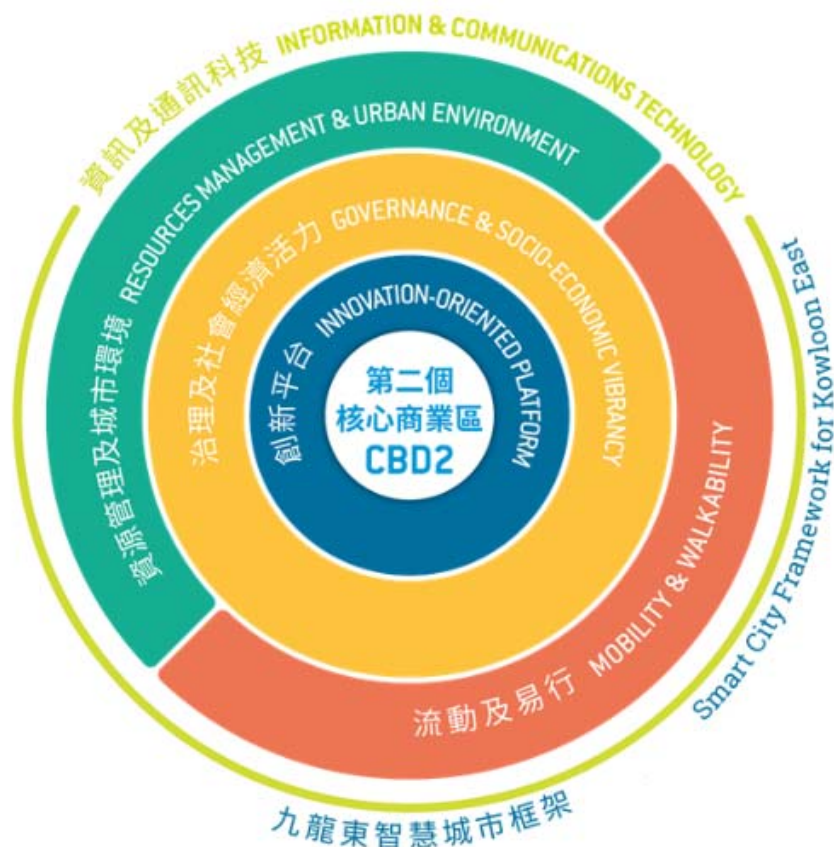 資訊及通訊科技 INFORMATION & COMMUNICATIONS TECHNOLOGY
資源管理及城市環境 RESOURCES MANAGEMENT & URBAN ENVIRONMENT
治理及社會經濟活力 GOVERNANCE & SOCIO-ECONOMIC VIBRANCY
創新平台 INNOVATION-ORIENTED PLATFORM
第二個
核心商業區
CBD2
流動及易行 MOBILITY & WALKABILITY
Smart City Framework for Kowloon East
九龍東智慧城市框架